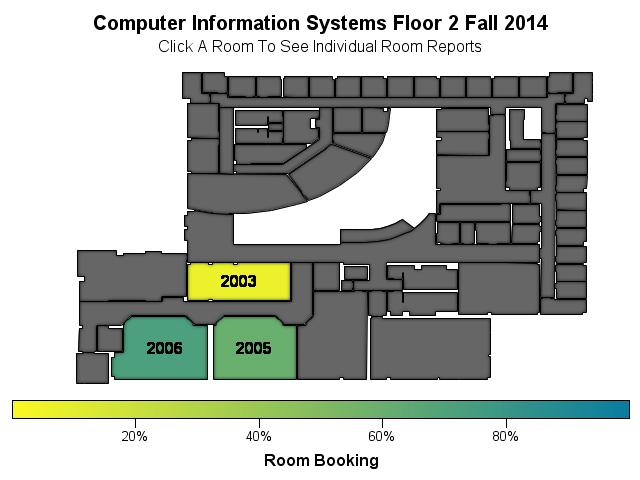 Computer Information Systems Floor 2 Fall 2014
Click A Room To See Individual Room Reports
2003
2006
2005
20%
40%
60%
80%
Room Booking